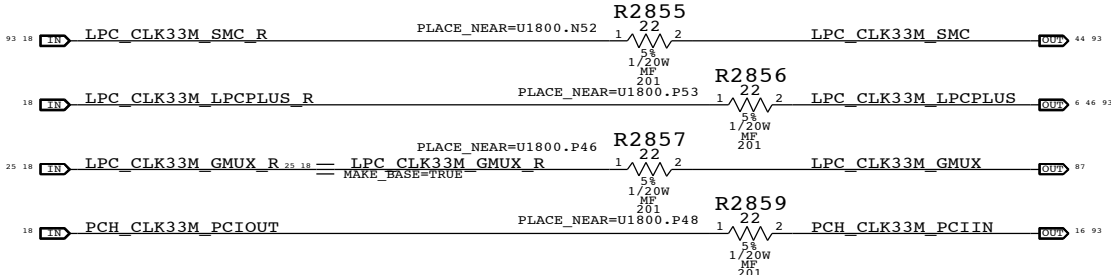 R2855
93 18 IN LPC_CLK33M_SMC_R PLACE_NEAR=U1800.N52 1 22 2 LPC_CLK33M_SMC OUT 44 93
5%
1/20W
MF
201
R2856
18 IN LPC_CLK33M_LPCPLUS_R PLACE_NEAR=U1800.P53 1 22 2 LPC_CLK33M_LPCPLUS OUT 6 46 93
5%
1/20W
MF
201
R2857
25 18 IN LPC_CLK33M_GMUX_R 25 18 LPC_CLK33M_GMUX_R PLACE_NEAR=U1800.P46 1 22 2 LPC_CLK33M_GMUX OUT 87
MAKE_BASE=TRUE
5%
1/20W
MF
201
R2859
18 IN PCH_CLK33M_PCIOUT PLACE_NEAR=U1800.P48 1 22 2 PCH_CLK33M_PCIIN OUT 16 93
5%
1/20W
MF
201